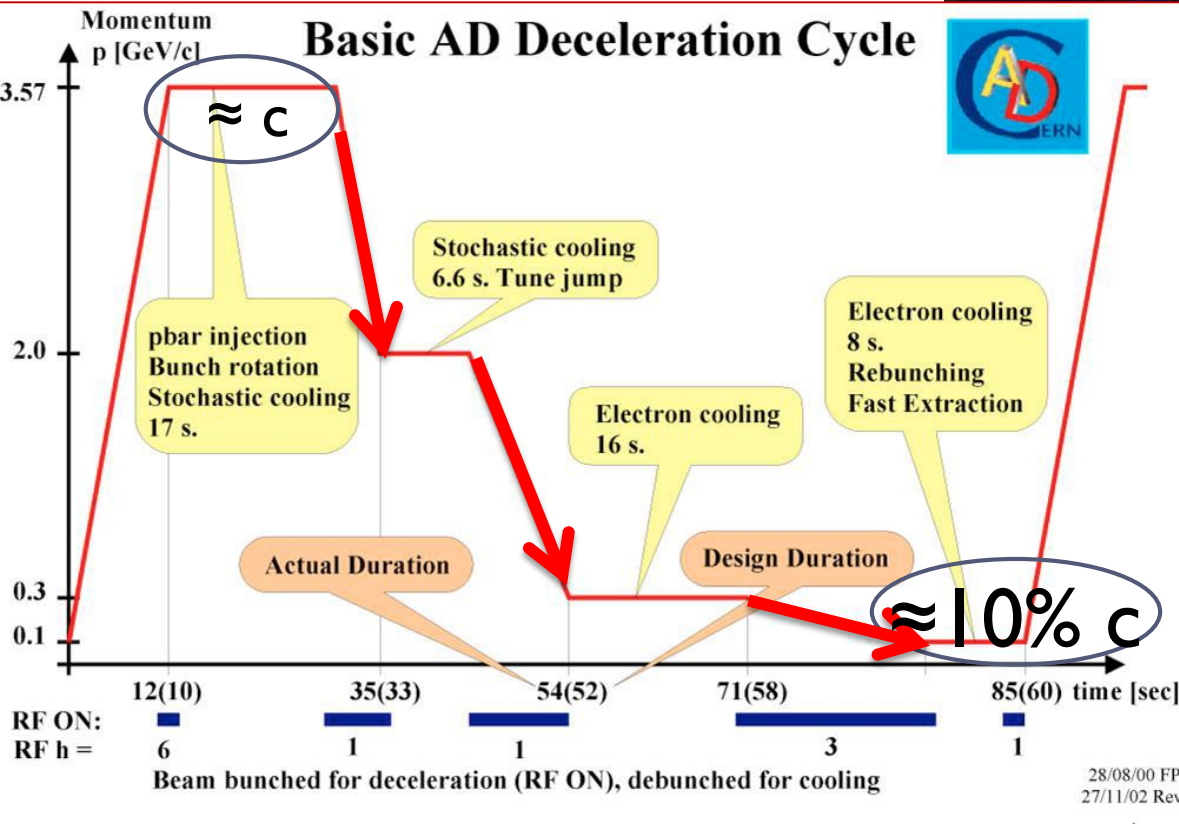 Momentum
p [GeV/c]
Basic AD Deceleration Cycle
C A D ERN
3.57
≈ c
Stochastic cooling
6.6 s. Tune jump
pbar injection
Bunch rotation
Stochastic cooling
17 s.
Electron cooling
8 s.
Rebunching
Fast Extraction
2.0
Electron cooling
16 s.
Actual Duration
Design Duration
0.3
≈10% c
0.1
12(10) 35(33) 54(52) 71(58) 85(60) time [sec]
RF ON:
RF h = 6 1 1 3 1
Beam bunched for deceleration (RF ON), debunched for cooling
28/08/00 FP
27/11/02 Rev